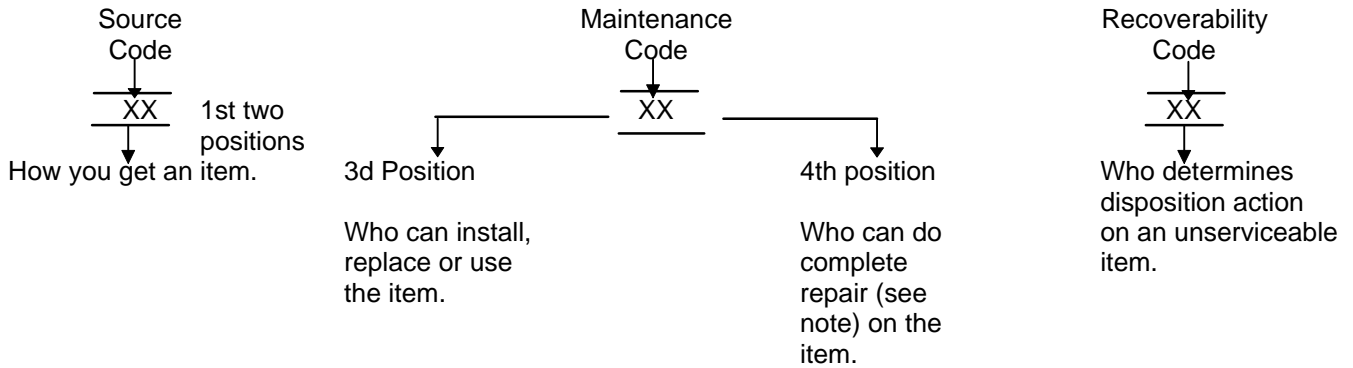 Source
Code
XX
1st two
positions
How you get an item.
Maintenance
Code
XX
3d Position
Who can install,
replace or use
the item.
4th position
Who can do
complete
repair (see
note) on the
item.
Recoverability
Code
XX
Who determines
disposition action
on an unserviceable
item.